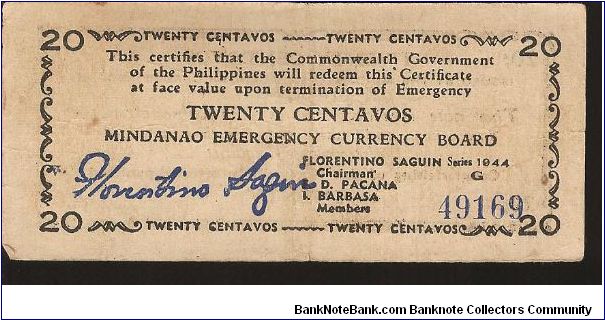 20 TWENTY CENTAVOS TWENTY CENTAVOS 20
This certifies that the Commonwealth Government
of the Philippines will redeem this Certificate
at face value upon termination of Emergency
TWENTY CENTAVOS
MINDANAO EMERGENCY CURRENCY BOARD
Florentino Saguin
FLORENTINO SAGUIN Series 1944
Chairman G
D. PACANA
I. BARBASA
Members
49169
20 TWENTY CENTAVOS TWENTY CENTAVOS 20
BankNoteBank.com Banknote Collectors Community